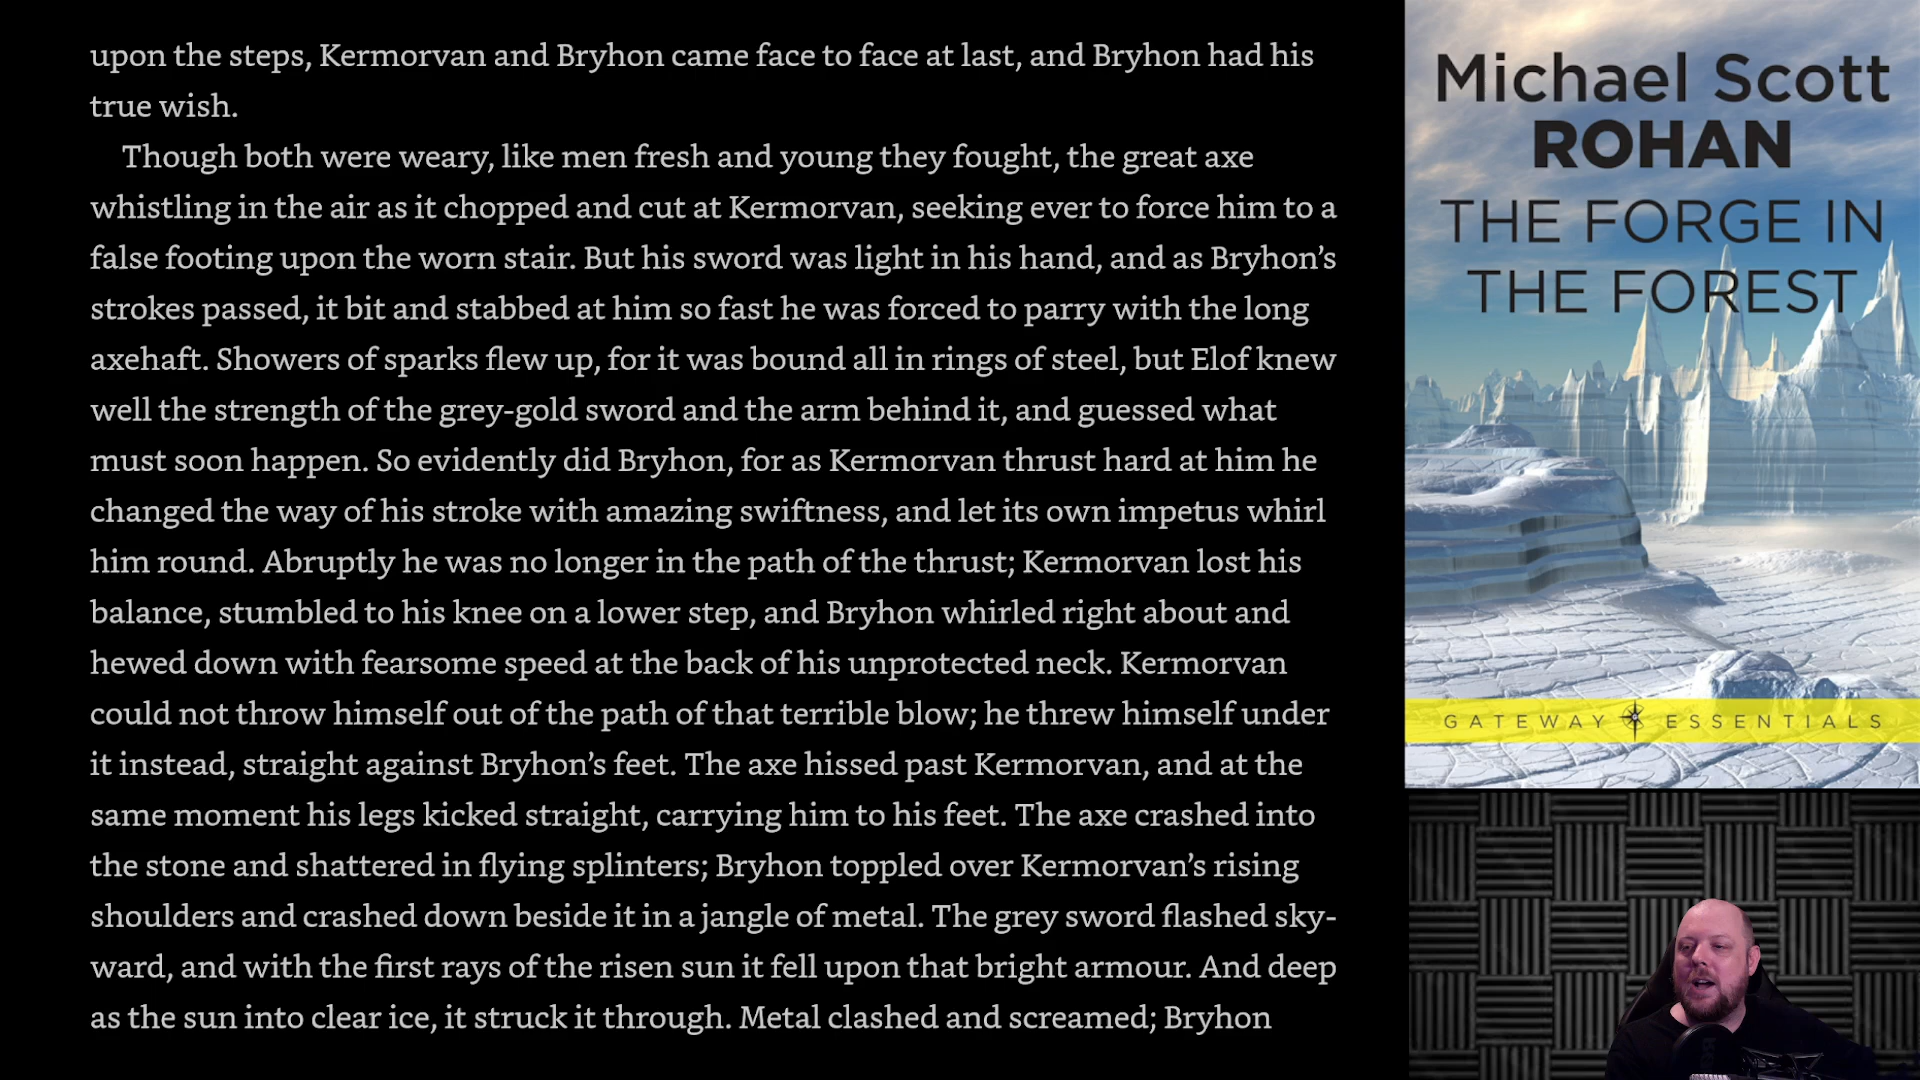 upon the steps, Kermorvan and Bryhon came face to face at last, and Bryhon had his
true wish.
Though both were weary, like men fresh and young they fought, the great axe
whistling in the air as it chopped and cut at Kermorvan, seeking ever to force him to a
false footing upon the worn stair. But his sword was light in his hand, and as Bryhon’s
strokes passed, it bit and stabbed at him so fast he was forced to parry with the long
axehaft. Showers of sparks flew up, for it was bound all in rings of steel, but Elof knew
well the strength of the grey-gold sword and the arm behind it, and guessed what
must soon happen. So evidently did Bryhon, for as Kermorvan thrust hard at him he
changed the way of his stroke with amazing swiftness, and let its own impetus whirl
him round. Abruptly he was no longer in the path of the thrust; Kermorvan lost his
balance, stumbled to his knee on a lower step, and Bryhon whirled right about and
hewed down with fearsome speed at the back of his unprotected neck. Kermorvan
could not throw himself out of the path of that terrible blow; he threw himself under
it instead, straight against Bryhon’s feet. The axe hissed past Kermorvan, and at the
same moment his legs kicked straight, carrying him to his feet. The axe crashed into
the stone and shattered in flying splinters; Bryhon toppled over Kermorvan’s rising
shoulders and crashed down beside it in a jangle of metal. The grey sword flashed sky-
ward, and with the first rays of the risen sun it fell upon that bright armour. And deep
as the sun into clear ice, it struck it through. Metal clashed and screamed; Bryhon
Michael Scott
ROHAN
THE FORGE IN
THE FOREST
GATEWAY ESSENTIALS